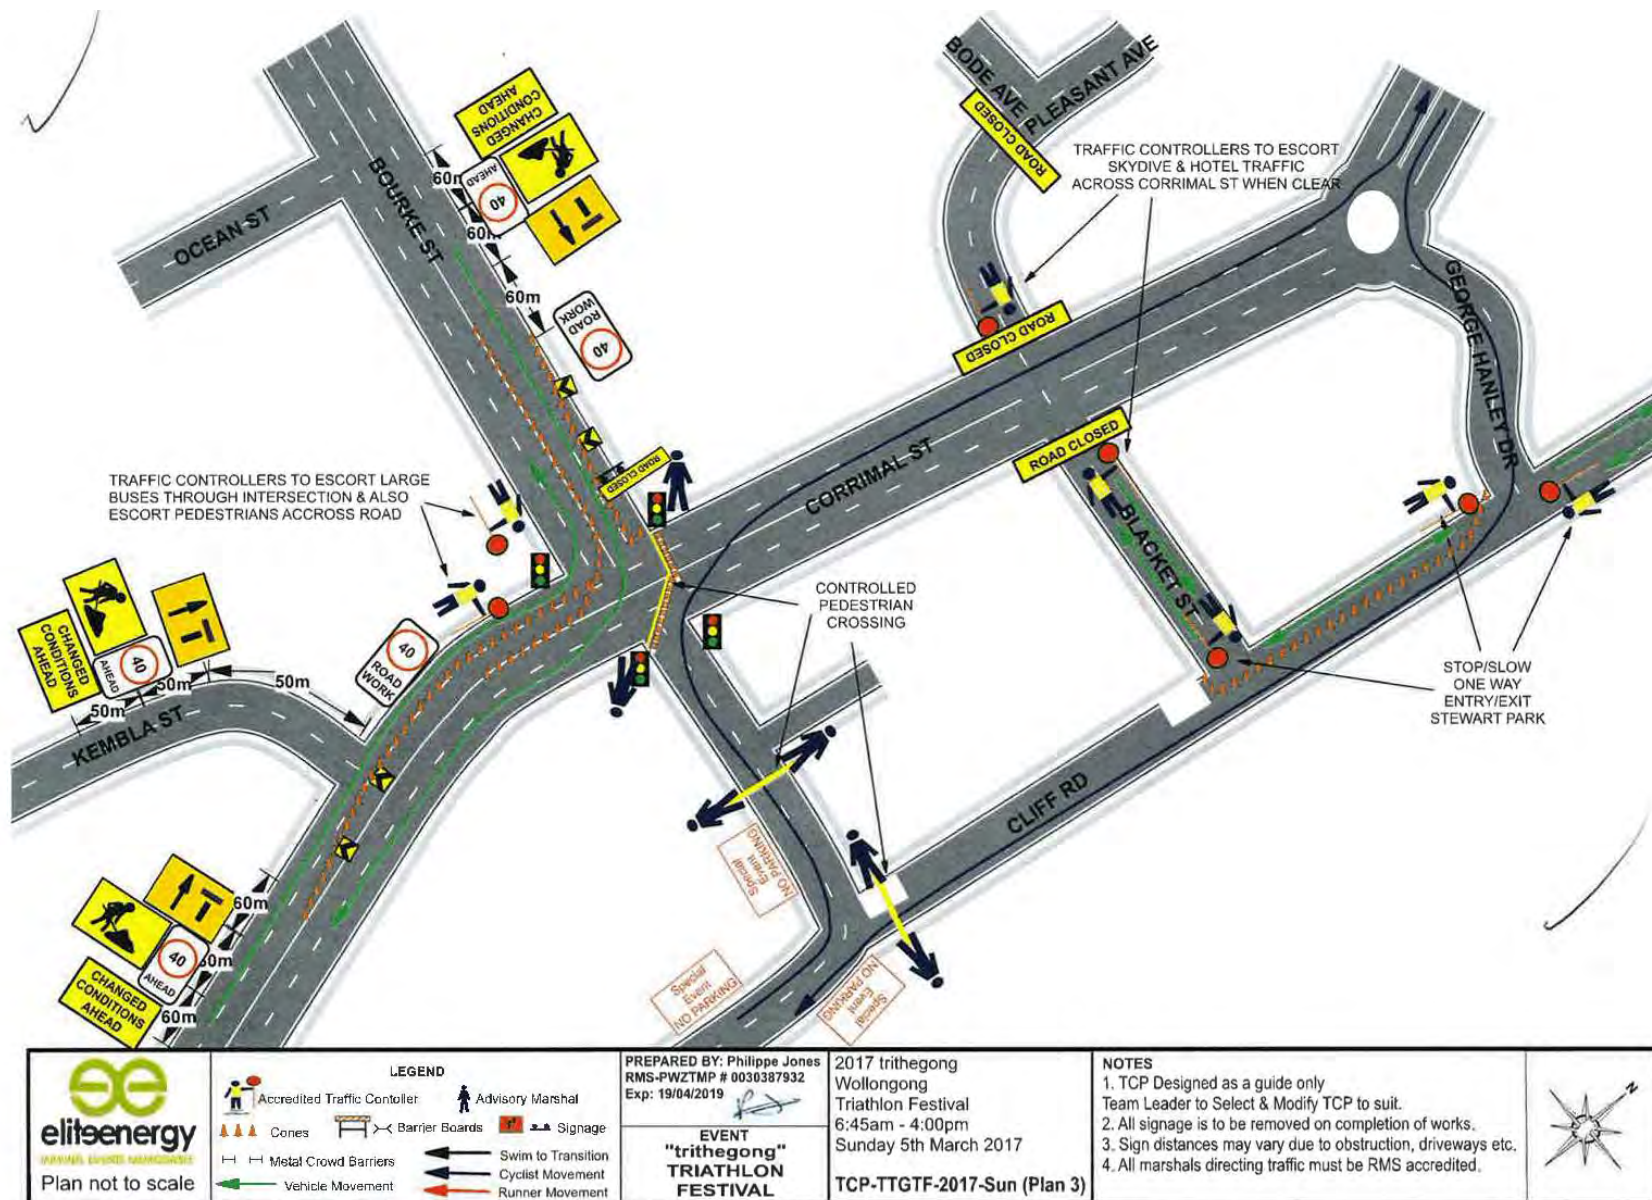 BODE AVE
PLEASANT AVE
ROAD CLOSED
CHANGED
CONDITIONS
AHEAD
40
AHEAD
60m
60m
60m
BOURKE ST
OCEAN ST
ROAD
WORK
40
TRAFFIC CONTROLLERS TO ESCORT
SKYDIVE & HOTEL TRAFFIC
ACROSS CORRIMAL ST WHEN CLEAR
ROAD CLOSED
GEORGE HANLEY DR
CORRIMAL ST
ROAD CLOSED
ROAD CLOSED
TRAFFIC CONTROLLERS TO ESCORT LARGE
BUSES THROUGH INTERSECTION & ALSO
ESCORT PEDESTRIANS ACCROSS ROAD
BLACKET ST
CONTROLLED
PEDESTRIAN
CROSSING
STOP/SLOW
ONE WAY
ENTRY/EXIT
STEWART PARK
CHANGED
CONDITIONS
AHEAD
40
AHEAD
40
ROAD
WORK
50m
50m
50m
KEMBLA ST
CLIFF RD
Special
Event
NO PARKING
Special
Event
NO PARKING
Special
Event
NO PARKING
60m
60m
60m
40
AHEAD
CHANGED
CONDITIONS
AHEAD
eliteenergy
Plan not to scale
LEGEND
Accredited Traffic Contoller
Advisory Marshal
Cones
Barrier Boards
Signage
Metal Crowd Barriers
Swim to Transition
Vehicle Movement
Cyclist Movement
Runner Movement
PREPARED BY: Philippe Jones
RMS-PWZTMP # 0030387932
Exp: 19/04/2019
EVENT
"trithegong"
TRIATHLON
FESTIVAL
2017 trithegong
Wollongong
Triathlon Festival
6:45am - 4:00pm
Sunday 5th March 2017
TCP-TTGTF-2017-Sun (Plan 3)
NOTES
1. TCP Designed as a guide only
Team Leader to Select & Modify TCP to suit.
2. All signage is to be removed on completion of works.
3. Sign distances may vary due to obstruction, driveways etc.
4. All marshals directing traffic must be RMS accredited.
N